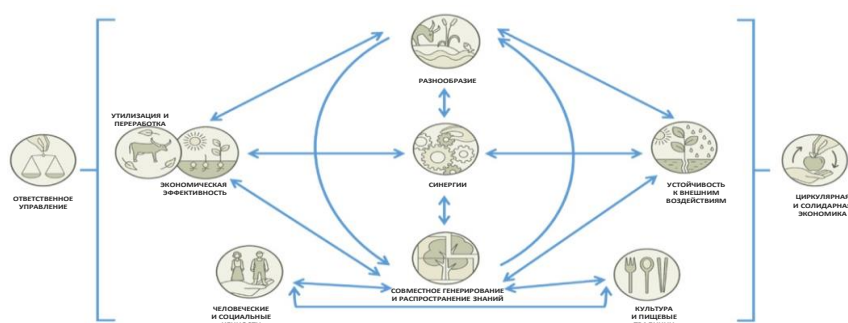 РАЗНООБРАЗИЕ
УТИЛИЗАЦИЯ И
ПЕРЕРАБОТКА
ЭКОНОМИЧЕСКАЯ
ЭФФЕКТИВНОСТЬ
СИНЕРГИИ
УСТОЙЧИВОСТЬ
К ВНЕШНИМ
ВОЗДЕЙСТВИЯМ
ОТВЕТСТВЕННОЕ
УПРАВЛЕНИЕ
ЦИРКУЛЯРНАЯ
И СОЛИДАРНАЯ
ЭКОНОМИКА
СОВМЕСТНОЕ ГЕНЕРИРОВАНИЕ
И РАСПРОСТРАНЕНИЕ ЗНАНИЙ
ЧЕЛОВЕЧЕСКИЕ
И СОЦИАЛЬНЫЕ
КУЛЬТУРА
И ПИЩЕВЫЕ